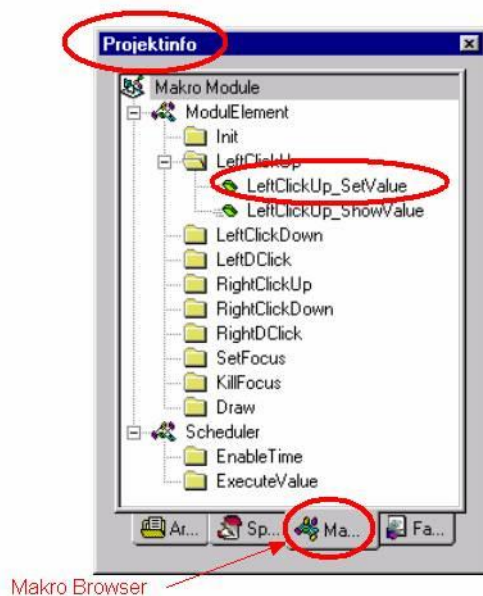 Projektinfo
Makro Module
ModulElement
Init
LeftClickUp
LeftClickUp_SetValue
LeftClickUp_ShowValue
LeftClickDown
LeftDClick
RightClickUp
RightClickDown
RightDClick
SetFocus
KillFocus
Draw
Scheduler
EnableTime
ExecuteValue
Ar... Sp... Ma... Fa...
Makro Browser